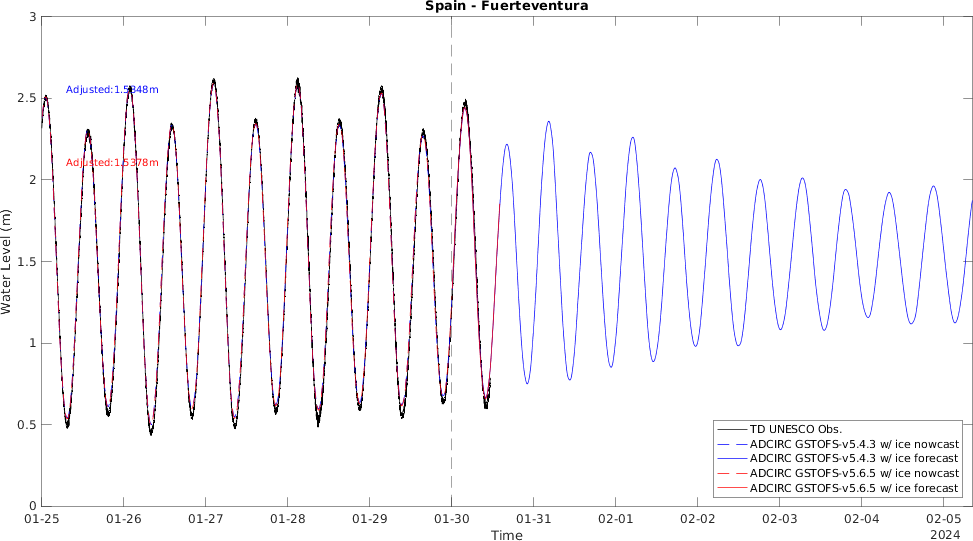 Spain - Fuerteventura
3
2.5
2
1.5
1
0.5
0
Water Level (m)
Adjusted:1.5848m
Adjusted:1.5378m
TD UNESCO Obs.
ADCIRC GSTOFS-v5.4.3 w/ ice nowcast
ADCIRC GSTOFS-v5.4.3 w/ ice forecast
ADCIRC GSTOFS-v5.6.5 w/ ice nowcast
ADCIRC GSTOFS-v5.6.5 w/ ice forecast
01-25 01-26 01-27 01-28 01-29 01-30 01-31 02-01 02-02 02-03 02-04 02-05
Time
2024